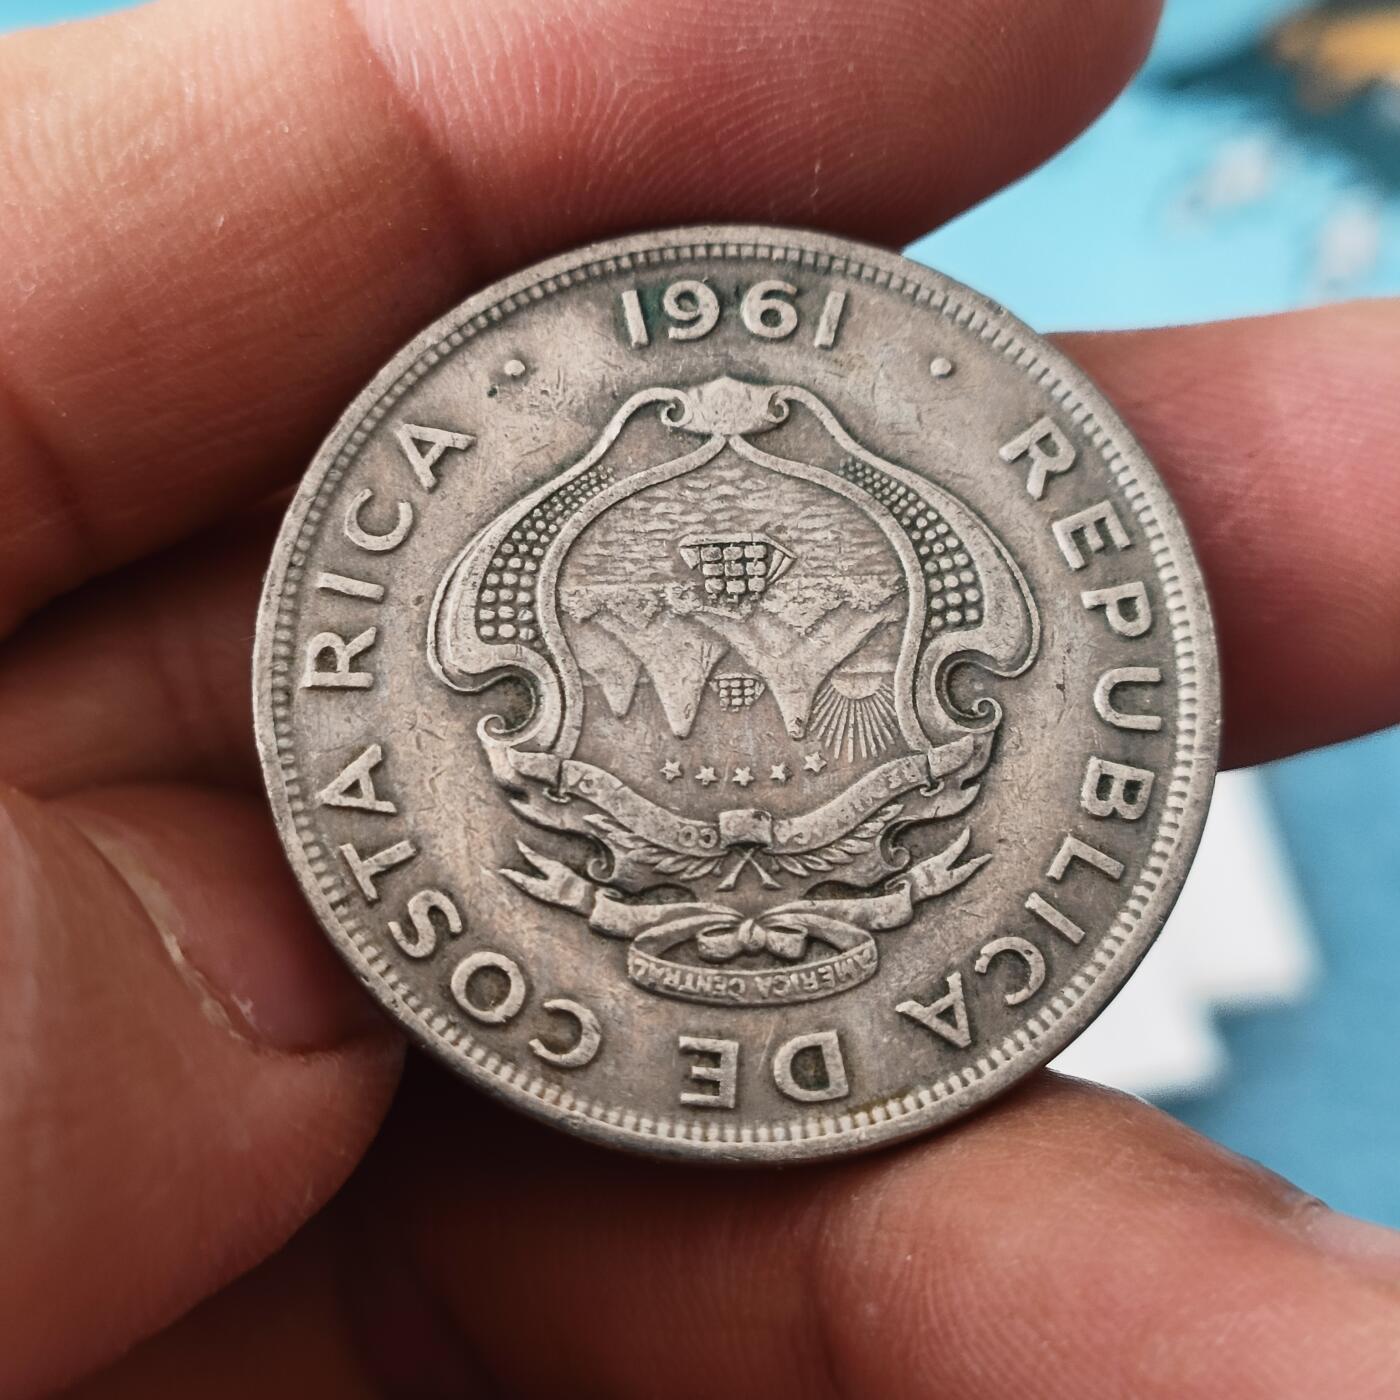 REPUBLICA DE COSTA RICA
AMERICA CENTRAL
· 1961 ·